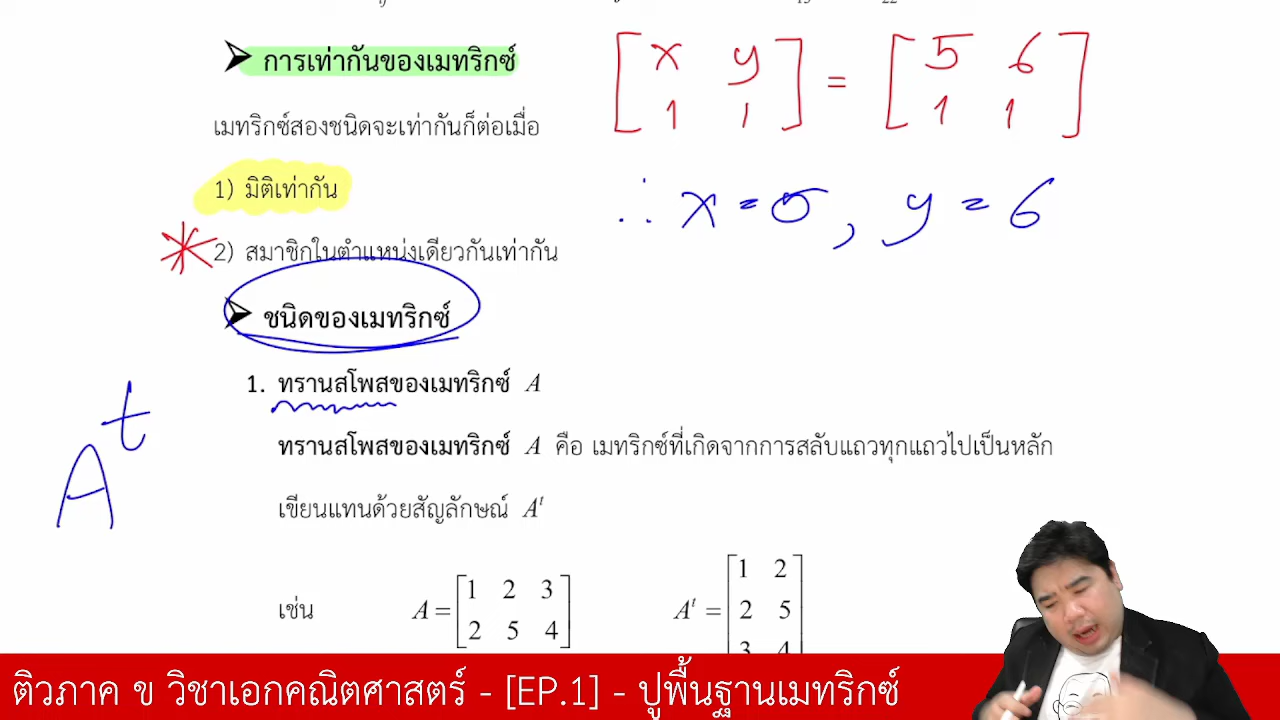 ➤ การเท่ากันของเมทริกซ์
[x y
1 1] = [5 6
1 1]
เมทริกซ์สองชนิดจะเท่ากันก็ต่อเมื่อ
1) มิติเท่ากัน
∴ x = 5, y = 6
2) สมาชิกในตำแหน่งเดียวกันเท่ากัน
➤ ชนิดของเมทริกซ์
1. ทรานสโพสของเมทริกซ์ A
Aᵗ
ทรานสโพสของเมทริกซ์ A คือ เมทริกซ์ที่เกิดจากการสลับแถวทุกแถวไปเป็นหลัก
เขียนแทนด้วยสัญลักษณ์ Aᵗ
เช่น A = [1 2 3
2 5 4]
Aᵗ = [1 2
2 5
3 4]
ติวภาค ข วิชาเอกคณิตศาสตร์ - [EP.1] - ปูพื้นฐานเมทริกซ์